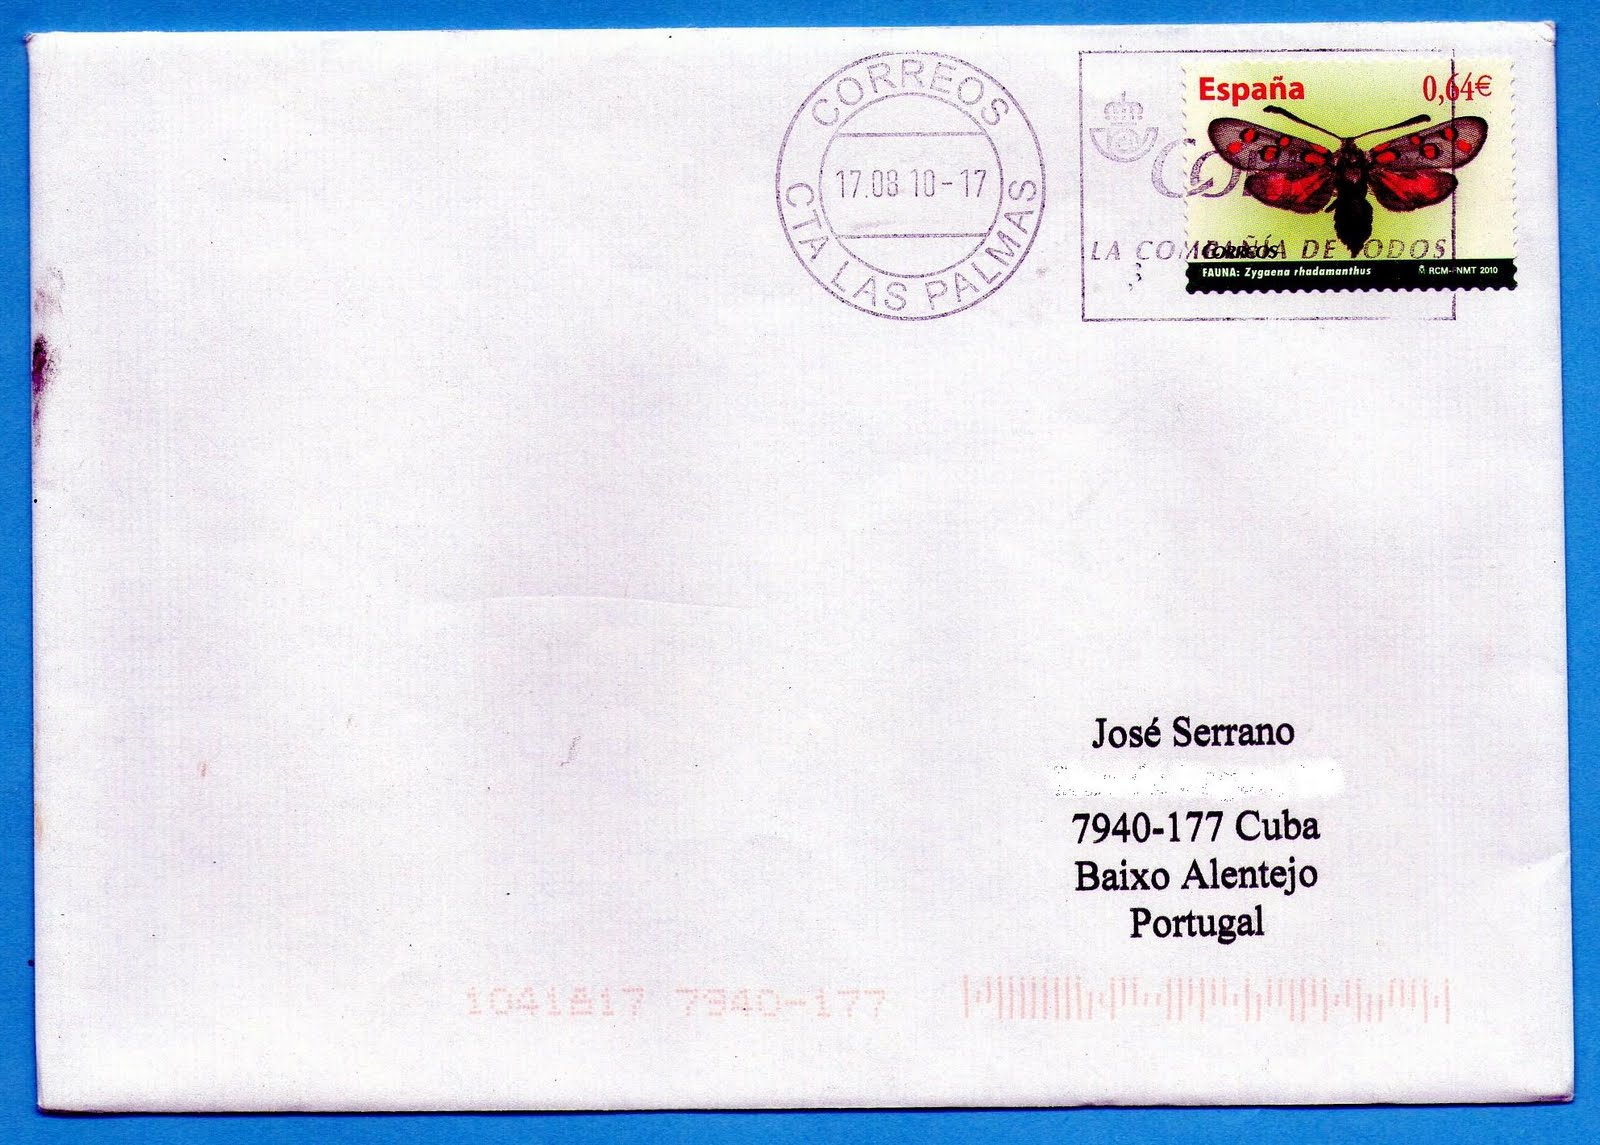 CORREOS
17.08 10-17
CTA LAS PALMAS
España 0,64€
LA COMPAÑÍA DE TODOS
CORREOS
FAUNA: Zygaena rhadamanthus RCM-FNMT 2010
José Serrano
7940-177 Cuba
Baixo Alentejo
Portugal
7940-177